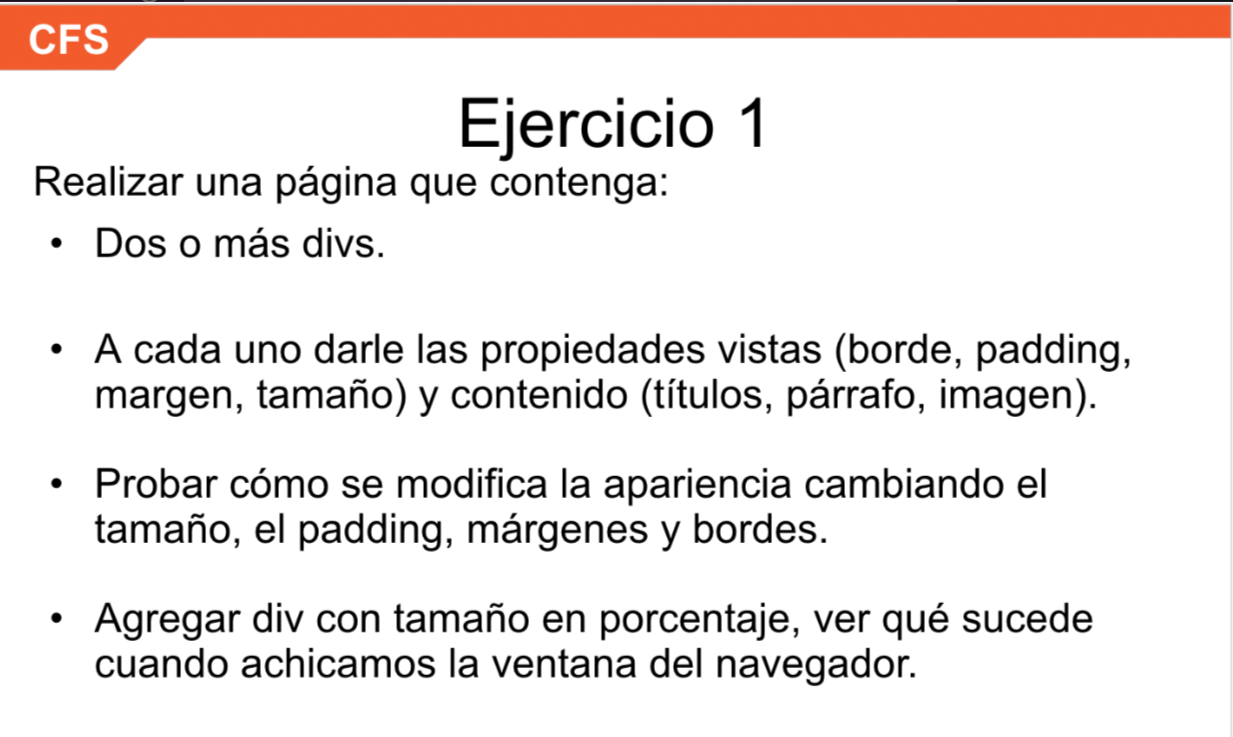 CFS
Ejercicio 1
Realizar una página que contenga:
• Dos o más divs.
• A cada uno darle las propiedades vistas (borde, padding,
margen, tamaño) y contenido (títulos, párrafo, imagen).
• Probar cómo se modifica la apariencia cambiando el
tamaño, el padding, márgenes y bordes.
• Agregar div con tamaño en porcentaje, ver qué sucede
cuando achicamos la ventana del navegador.